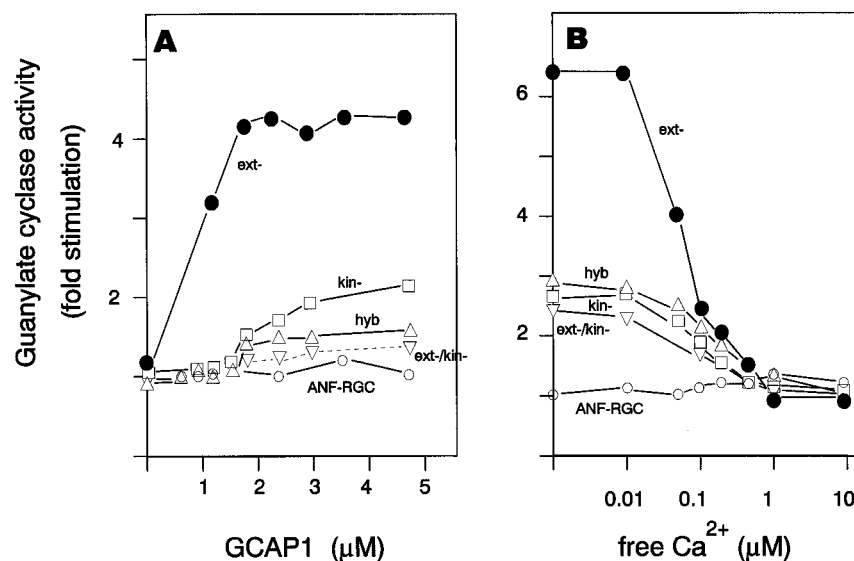 A
B
Guanylate cyclase activity
(fold stimulation)
4
2
ext-
kin-
hyb
ext-/kin-
ANF-RGC
1 2 3 4 5
GCAP1 (µM)
6
4
2
ext-
hyb
kin-
ext-/kin-
ANF-RGC
0.01 0.1 1 10
free Ca²⁺ (µM)